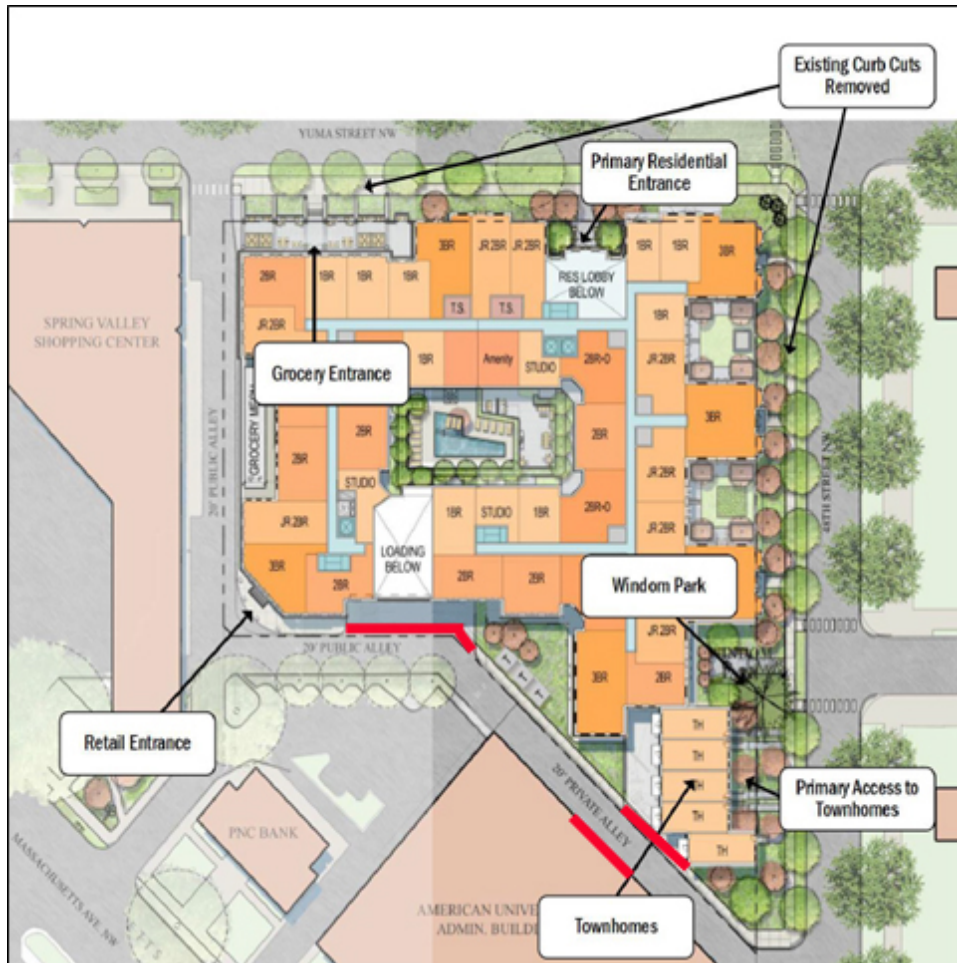 Existing Curb Cuts
Removed
YUMA STREET NW
Primary Residential
Entrance
3BR
JR 2BR
JR 2BR
1BR
1BR
3BR
2BR
1BR
1BR
1BR
RES LOBBY
BELOW
T.S.
T.S.
1BR
SPRING VALLEY
SHOPPING CENTER
JR 2BR
Grocery Entrance
1BR
Amenity
STUDIO
2BR+D
JR 2BR
3BR
20' PUBLIC ALLEY
GROCERY MECH
2BR
2BR
2BR
JR 2BR
48TH STREET NW
STUDIO
JR 2BR
1BR
STUDIO
1BR
2BR+D
JR 2BR
LOADING
BELOW
3BR
2BR
2BR
2BR
Windom Park
20' PUBLIC ALLEY
JR 2BR
3BR
2BR
Retail Entrance
TH
TH
TH
TH
TH
20' PRIVATE ALLEY
Primary Access to
Townhomes
PNC BANK
MASSACHUSETTS AVE. NW
AMERICAN UNIVE
ADMIN. BUILD
Townhomes